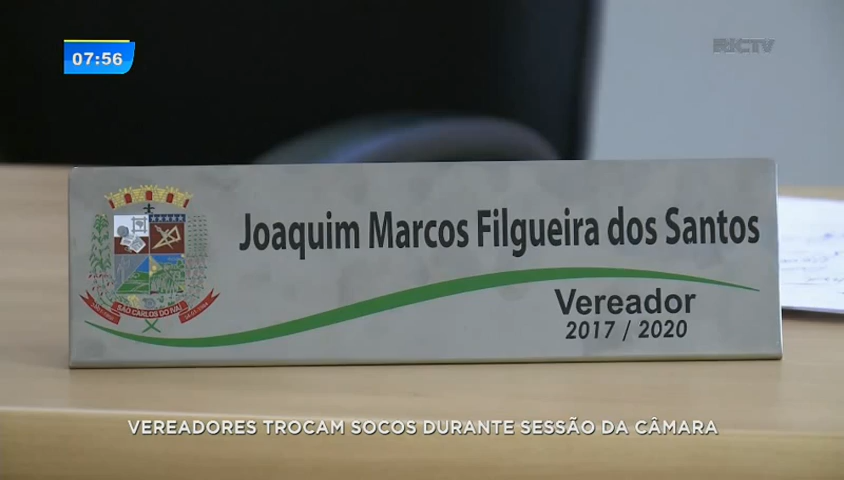 07:56
RICTV
Joaquim Marcos Filgueira dos Santos
SÃO CARLOS DO IVAÍ
Vereador
2017 / 2020
VEREADORES TROCAM SOCOS DURANTE SESSÃO DA CÂMARA